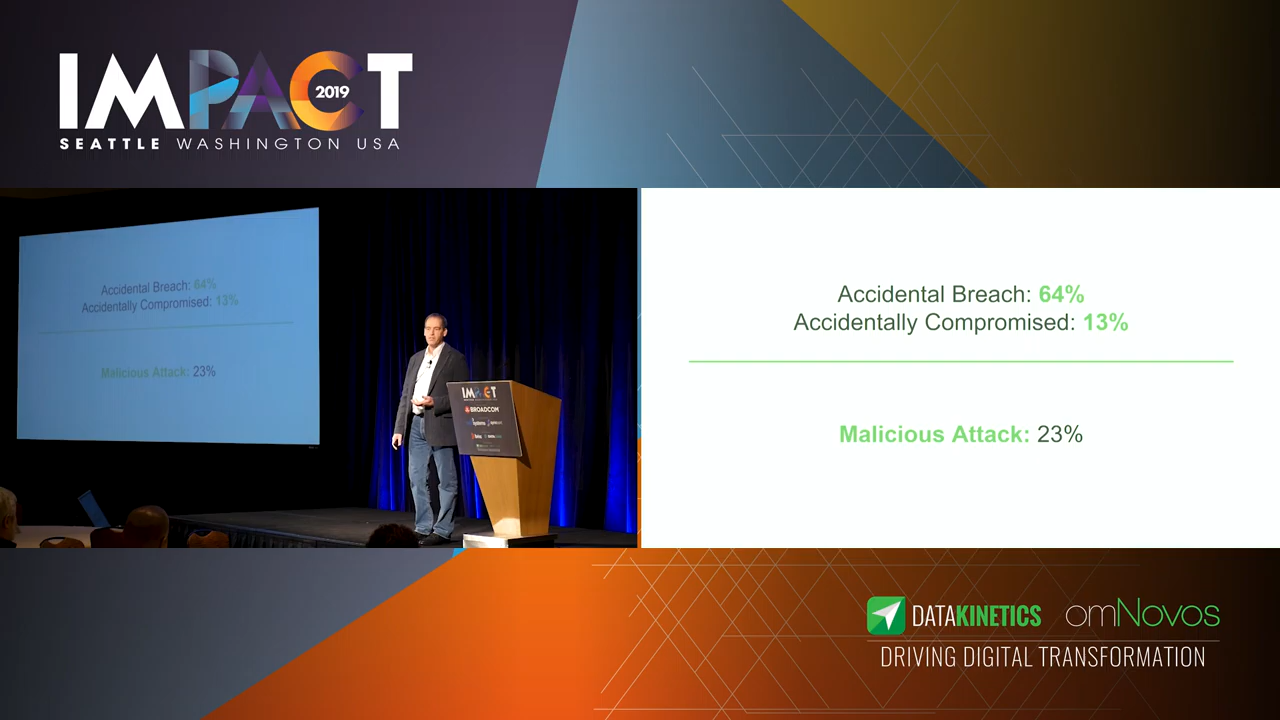 IMPACT
2019
SEATTLE WASHINGTON USA
Accidental Breach: 64%
Accidentally Compromised: 13%
Malicious Attack: 23%
IMPACT
BROADCOM
Accidental Breach: 64%
Accidentally Compromised: 13%
Malicious Attack: 23%
DATAKINETICS
omNovos
DRIVING DIGITAL TRANSFORMATION